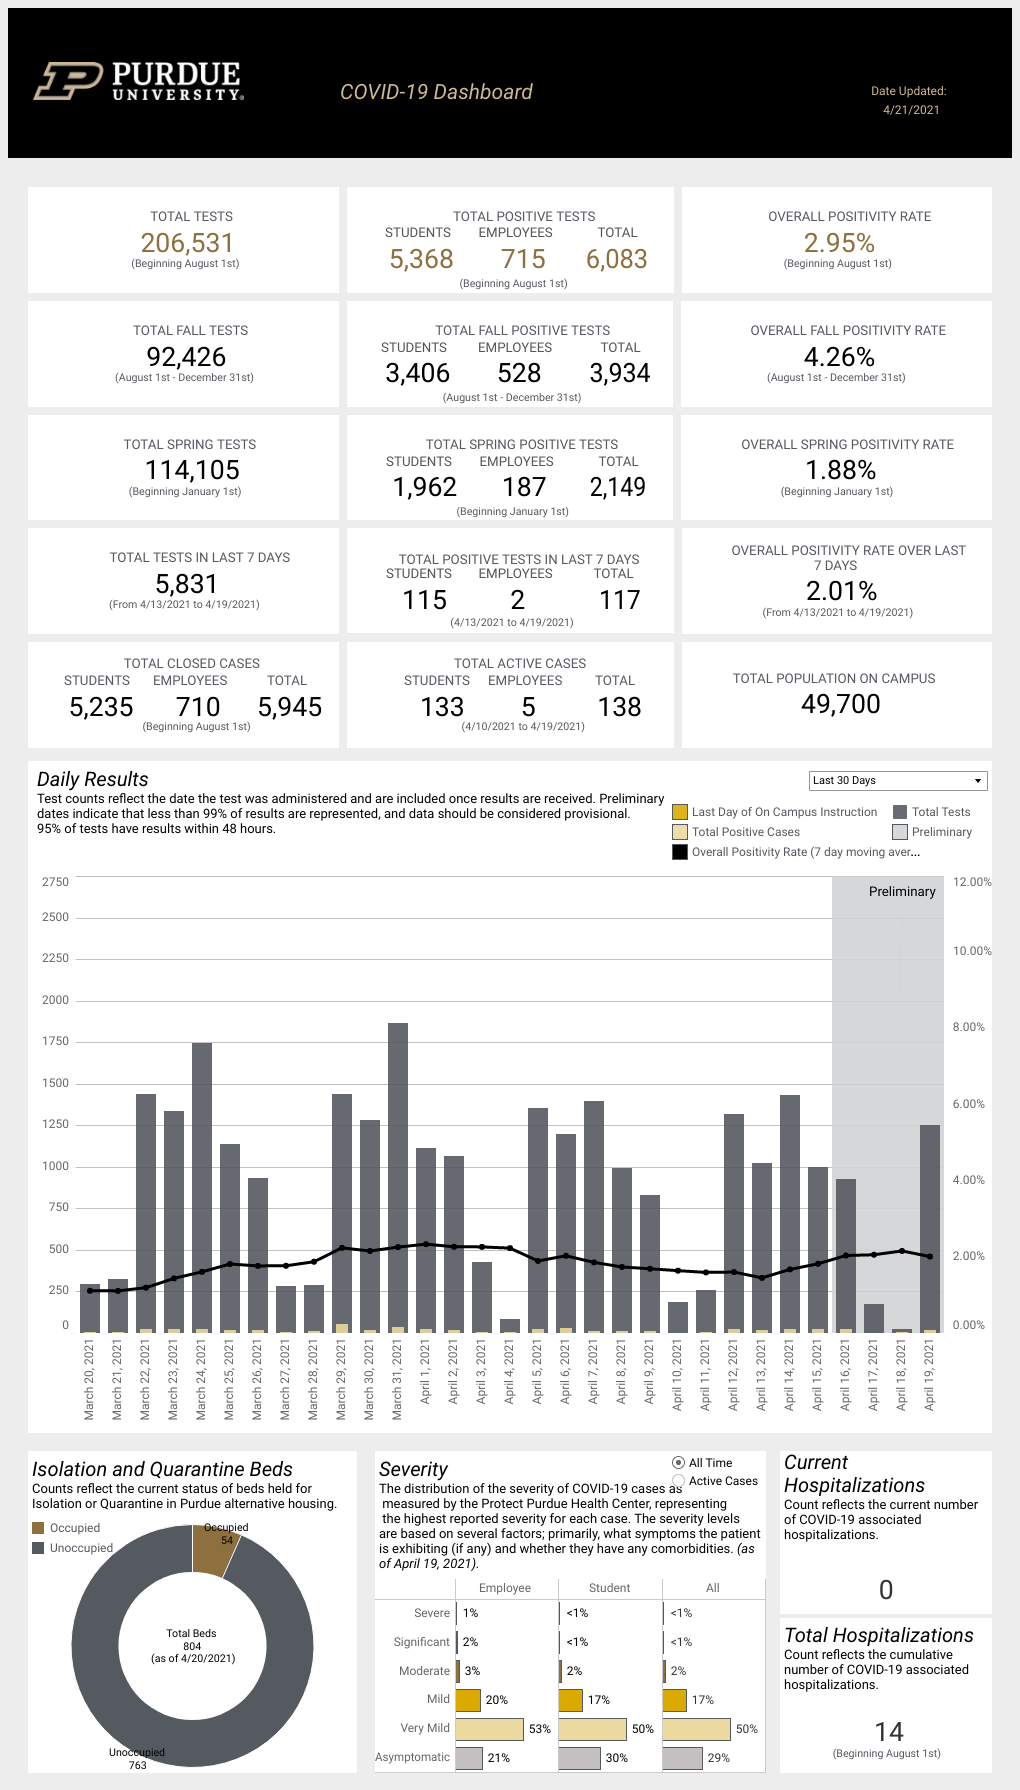 PURDUE
UNIVERSITY®
COVID-19 Dashboard
Date Updated:
4/21/2021
TOTAL TESTS
206,531
(Beginning August 1st)
TOTAL POSITIVE TESTS
STUDENTS EMPLOYEES TOTAL
5,368 715 6,083
(Beginning August 1st)
OVERALL POSITIVITY RATE
2.95%
(Beginning August 1st)
TOTAL FALL TESTS
92,426
(August 1st - December 31st)
TOTAL FALL POSITIVE TESTS
STUDENTS EMPLOYEES TOTAL
3,406 528 3,934
(August 1st - December 31st)
OVERALL FALL POSITIVITY RATE
4.26%
(August 1st - December 31st)
TOTAL SPRING TESTS
114,105
(Beginning January 1st)
TOTAL SPRING POSITIVE TESTS
STUDENTS EMPLOYEES TOTAL
1,962 187 2,149
(Beginning January 1st)
OVERALL SPRING POSITIVITY RATE
1.88%
(Beginning January 1st)
TOTAL TESTS IN LAST 7 DAYS
5,831
(From 4/13/2021 to 4/19/2021)
TOTAL POSITIVE TESTS IN LAST 7 DAYS
STUDENTS EMPLOYEES TOTAL
115 2 117
(4/13/2021 to 4/19/2021)
OVERALL POSITIVITY RATE OVER LAST
7 DAYS
2.01%
(From 4/13/2021 to 4/19/2021)
TOTAL CLOSED CASES
STUDENTS EMPLOYEES TOTAL
5,235 710 5,945
(Beginning August 1st)
TOTAL ACTIVE CASES
STUDENTS EMPLOYEES TOTAL
133 5 138
(4/10/2021 to 4/19/2021)
TOTAL POPULATION ON CAMPUS
49,700
Daily Results
Test counts reflect the date the test was administered and are included once results are received. Preliminary
dates indicate that less than 99% of results are represented, and data should be considered provisional.
95% of tests have results within 48 hours.
Last 30 Days
Last Day of On Campus Instruction
Total Tests
Total Positive Cases
Preliminary
Overall Positivity Rate (7 day moving aver...
Preliminary
2750
2500
2250
2000
1750
1500
1250
1000
750
500
250
0
12.00%
10.00%
8.00%
6.00%
4.00%
2.00%
0.00%
March 20, 2021
March 21, 2021
March 22, 2021
March 23, 2021
March 24, 2021
March 25, 2021
March 26, 2021
March 27, 2021
March 28, 2021
March 29, 2021
March 30, 2021
March 31, 2021
April 1, 2021
April 2, 2021
April 3, 2021
April 4, 2021
April 5, 2021
April 6, 2021
April 7, 2021
April 8, 2021
April 9, 2021
April 10, 2021
April 11, 2021
April 12, 2021
April 13, 2021
April 14, 2021
April 15, 2021
April 16, 2021
April 17, 2021
April 18, 2021
April 19, 2021
Isolation and Quarantine Beds
Counts reflect the current status of beds held for
Isolation or Quarantine in Purdue alternative housing.
Occupied
Unoccupied
Occupied
54
Total Beds
804
(as of 4/20/2021)
Unoccupied
763
Severity
All Time
Active Cases
The distribution of the severity of COVID-19 cases as
measured by the Protect Purdue Health Center, representing
the highest reported severity for each case. The severity levels
are based on several factors; primarily, what symptoms the patient
is exhibiting (if any) and whether they have any comorbidities. (as
of April 19, 2021).
Employee Student All
Severe 1% <1% <1%
Significant 2% <1% <1%
Moderate 3% 2% 2%
Mild 20% 17% 17%
Very Mild 53% 50% 50%
Asymptomatic 21% 30% 29%
Current
Hospitalizations
Count reflects the current number
of COVID-19 associated
hospitalizations.
0
Total Hospitalizations
Count reflects the cumulative
number of COVID-19 associated
hospitalizations.
14
(Beginning August 1st)